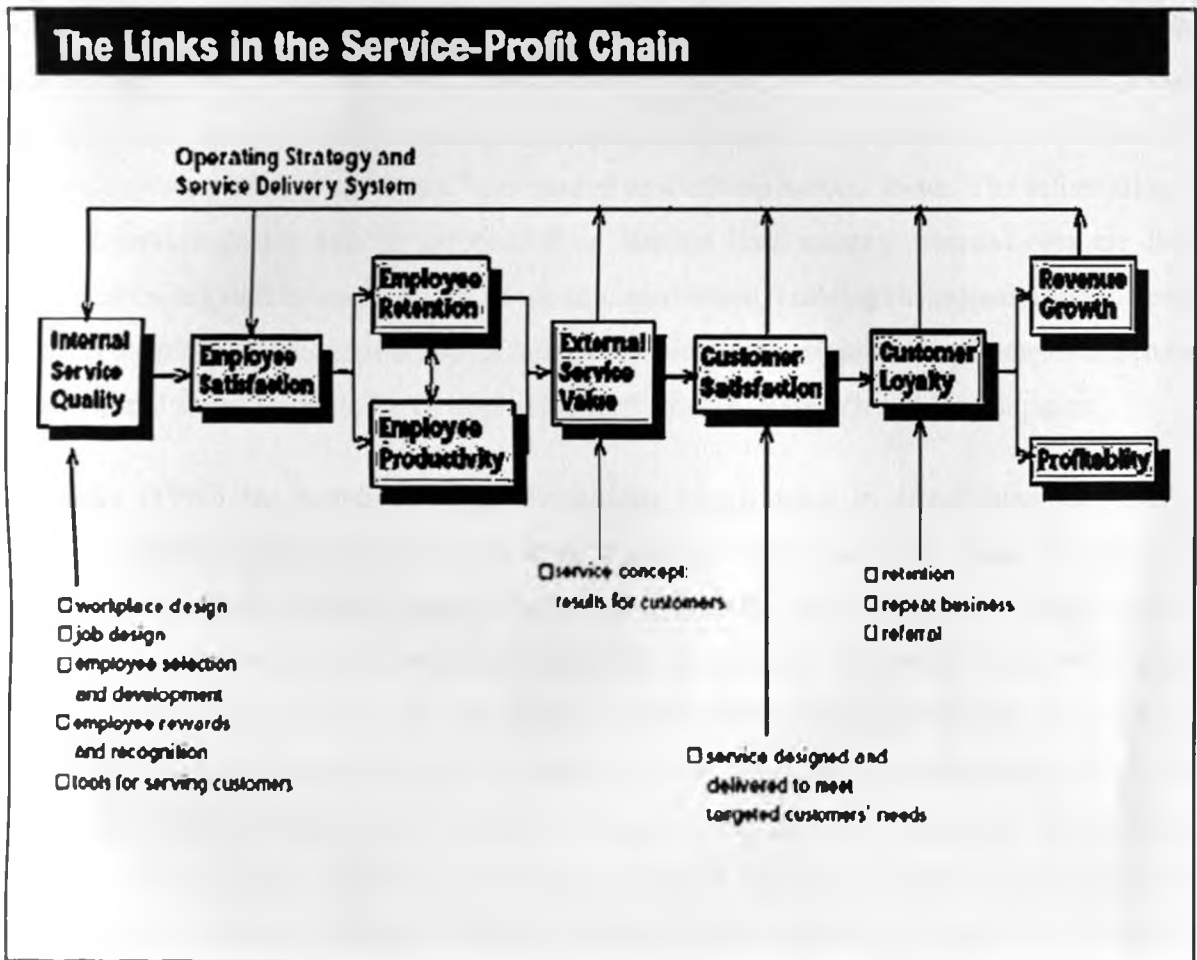 The Links in the Service-Profit Chain
Operating Strategy and
Service Delivery System
Internal
Service
Quality
Employee
Satisfaction
Employee
Retention
Employee
Productivity
External
Service
Value
Customer
Satisfaction
Customer
Loyalty
Revenue
Growth
Profitability
☐ workplace design
☐ job design
☐ employee selection
and development
☐ employee rewards
and recognition
☐ tools for serving customers
☐ service concept:
results for customers
☐ service designed and
delivered to meet
targeted customers' needs
☐ retention
☐ repeat business
☐ referral